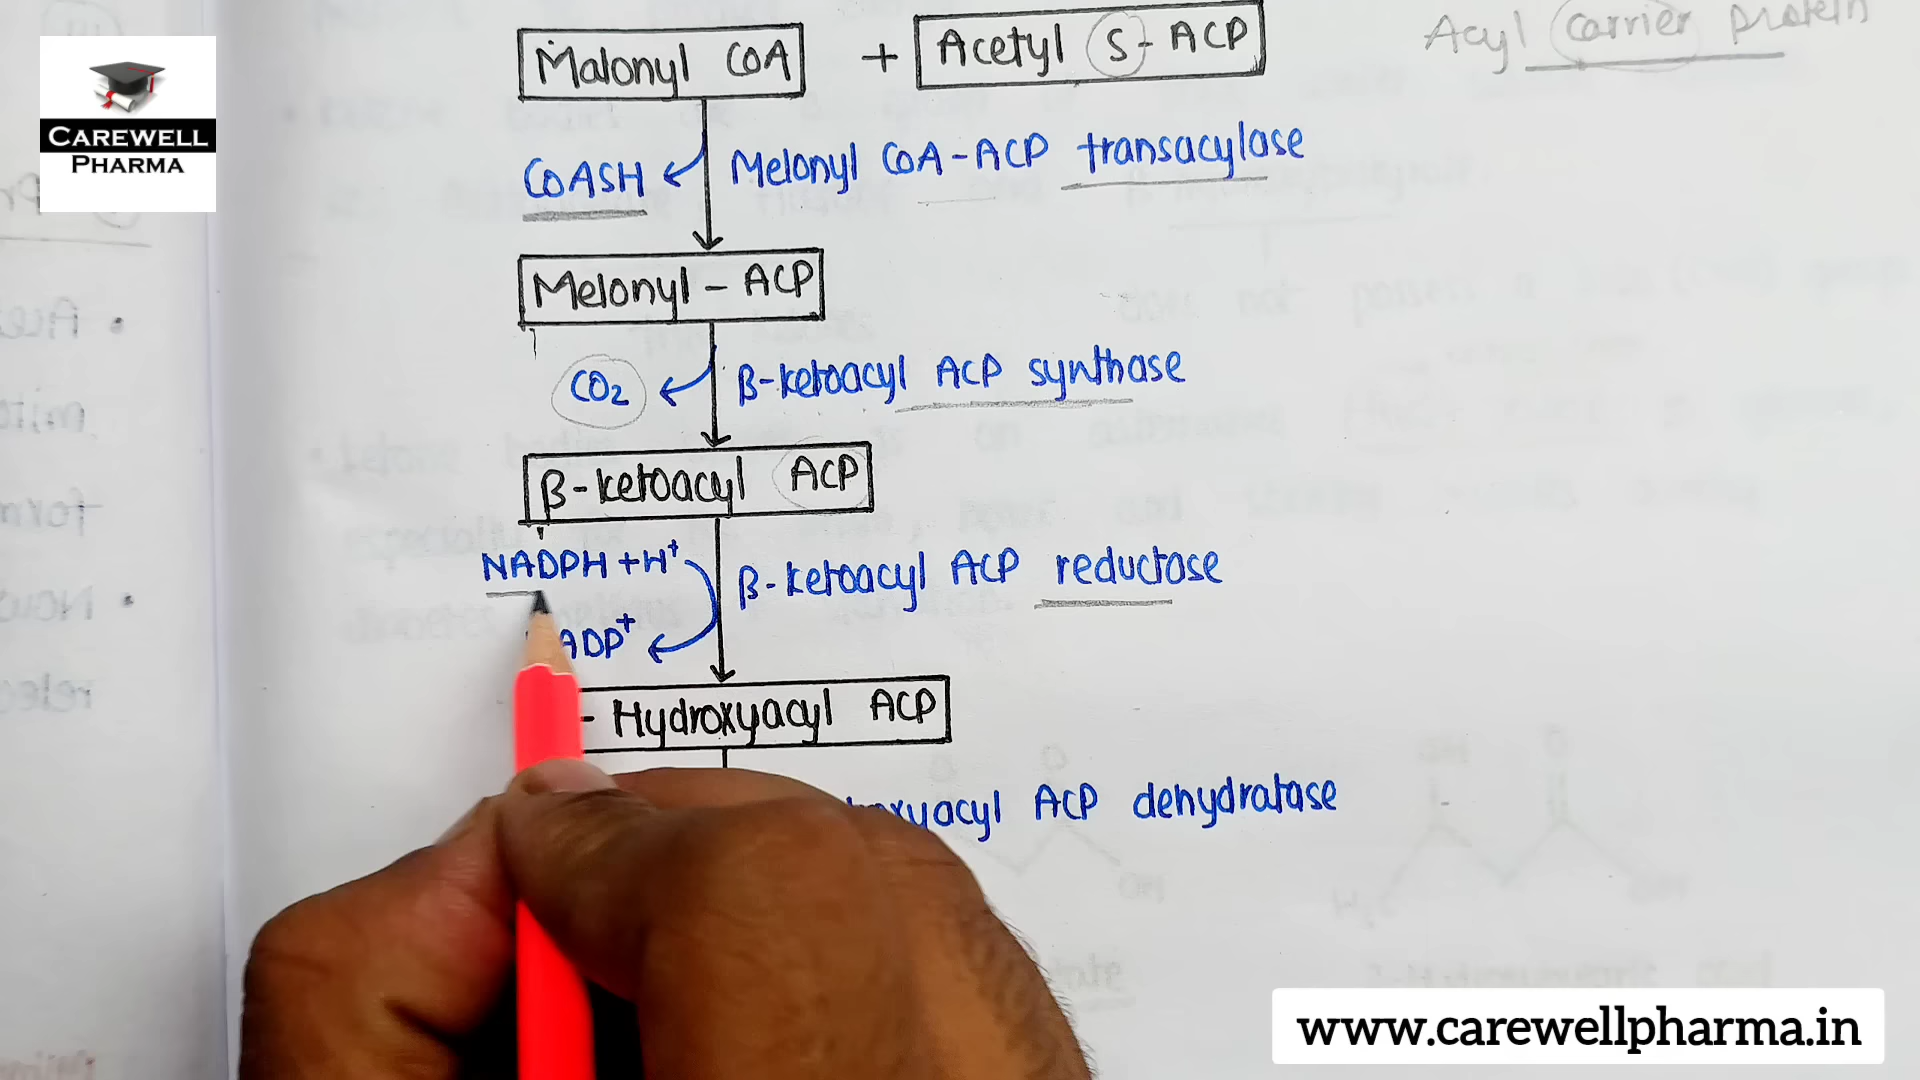 Malonyl CoA + Acetyl S-ACP
Acyl carrier protein
CAREWELL
PHARMA
CoASH Melonyl CoA-ACP transacylase
Melonyl - ACP
CO2 β-ketoacyl ACP synthase
β-ketoacyl ACP
NADPH + H+ β-ketoacyl ACP reductase
ADP+
- Hydroxyacyl ACP
ACP dehydratase
www.carewellpharma.in